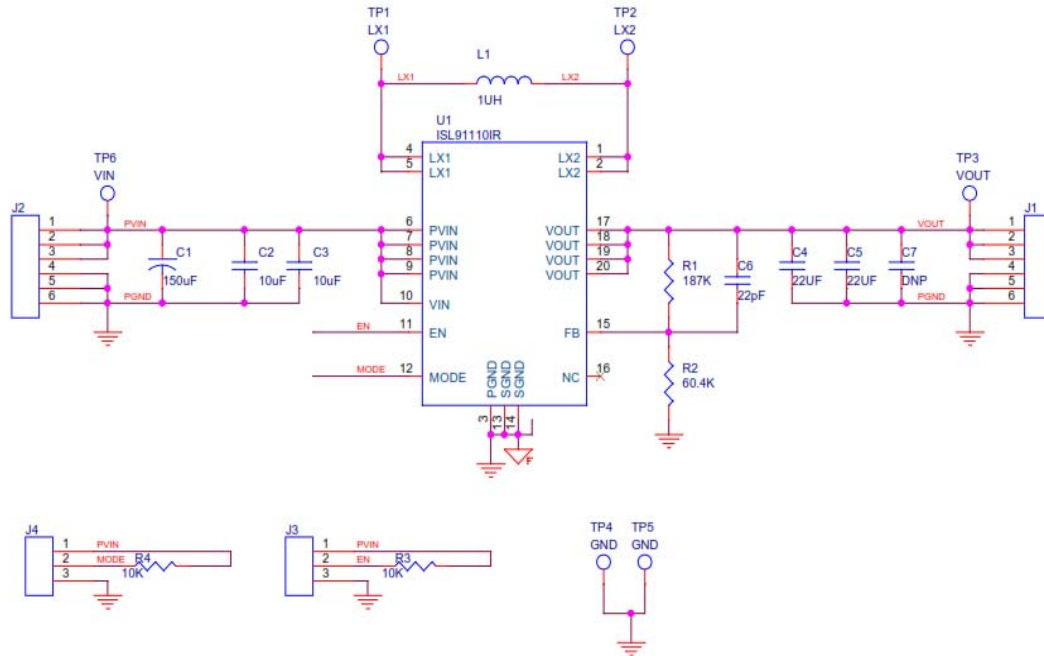 TP1
LX1
TP2
LX2
L1
LX1
LX2
1UH
U1
ISL91110IR
4
LX1
5
LX1
1
LX2
2
LX2
TP6
VIN
TP3
VOUT
J2
1
2
3
4
5
6
PVIN
PGND
C1
150uF
C2
10uF
C3
10uF
6
PVIN
7
PVIN
8
PVIN
9
PVIN
10
VIN
EN
11
EN
MODE
12
MODE
17
VOUT
18
VOUT
19
VOUT
20
VOUT
15
FB
16
NC
PGND
SGND
SGND
3
13
14
F
R1
187K
C6
22pF
R2
60.4K
C4
22UF
C5
22UF
C7
DNP
VOUT
PGND
J1
1
2
3
4
5
6
J4
1
PVIN
2
MODE
R4
3
10K
J3
1
PVIN
2
EN
R3
3
10K
TP4
GND
TP5
GND